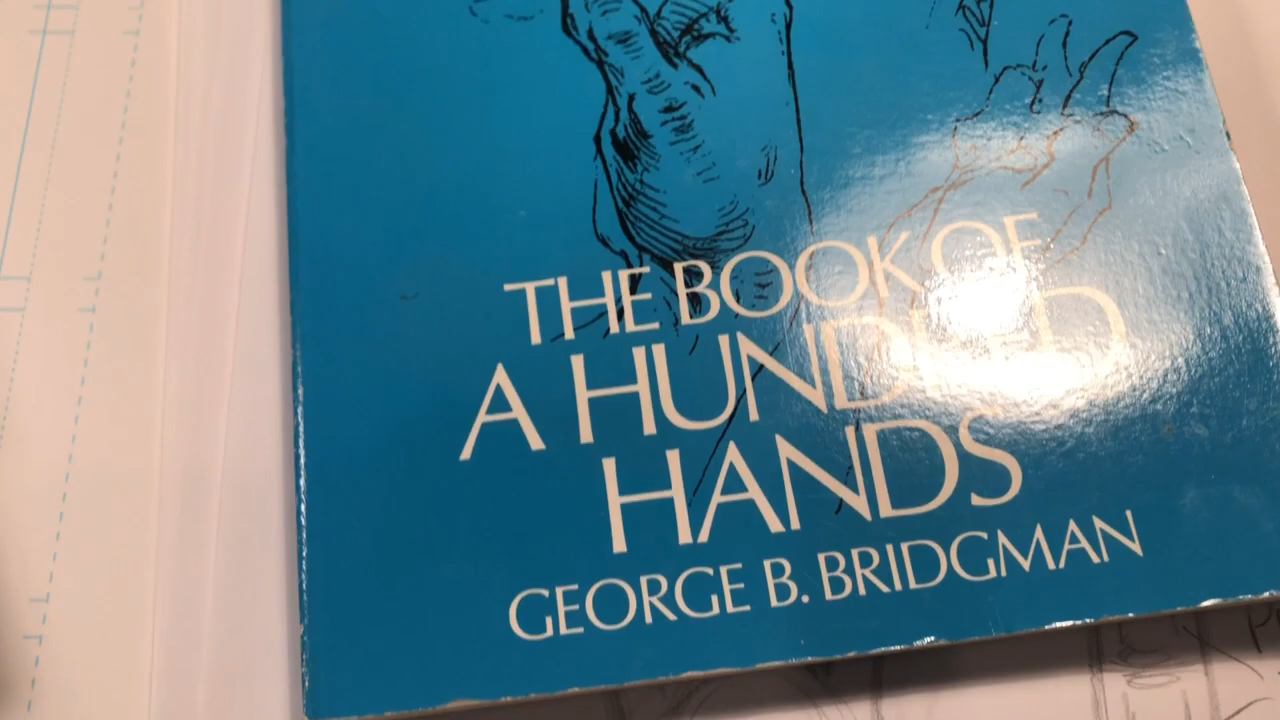 THE BOOK OF
A HUNDRED
HANDS
GEORGE B. BRIDGMAN